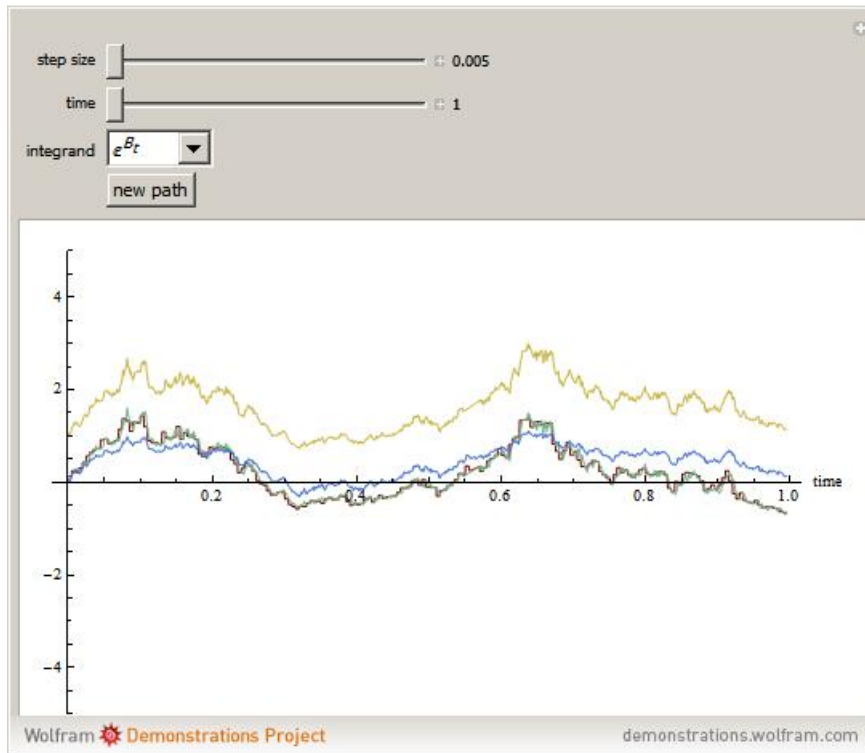 step size 0.005
time 1
integrand e^{B_t}
new path
4
2
0.2 0.4 0.6 0.8 1.0 time
−2
−4
Wolfram Demonstrations Project demonstrations.wolfram.com